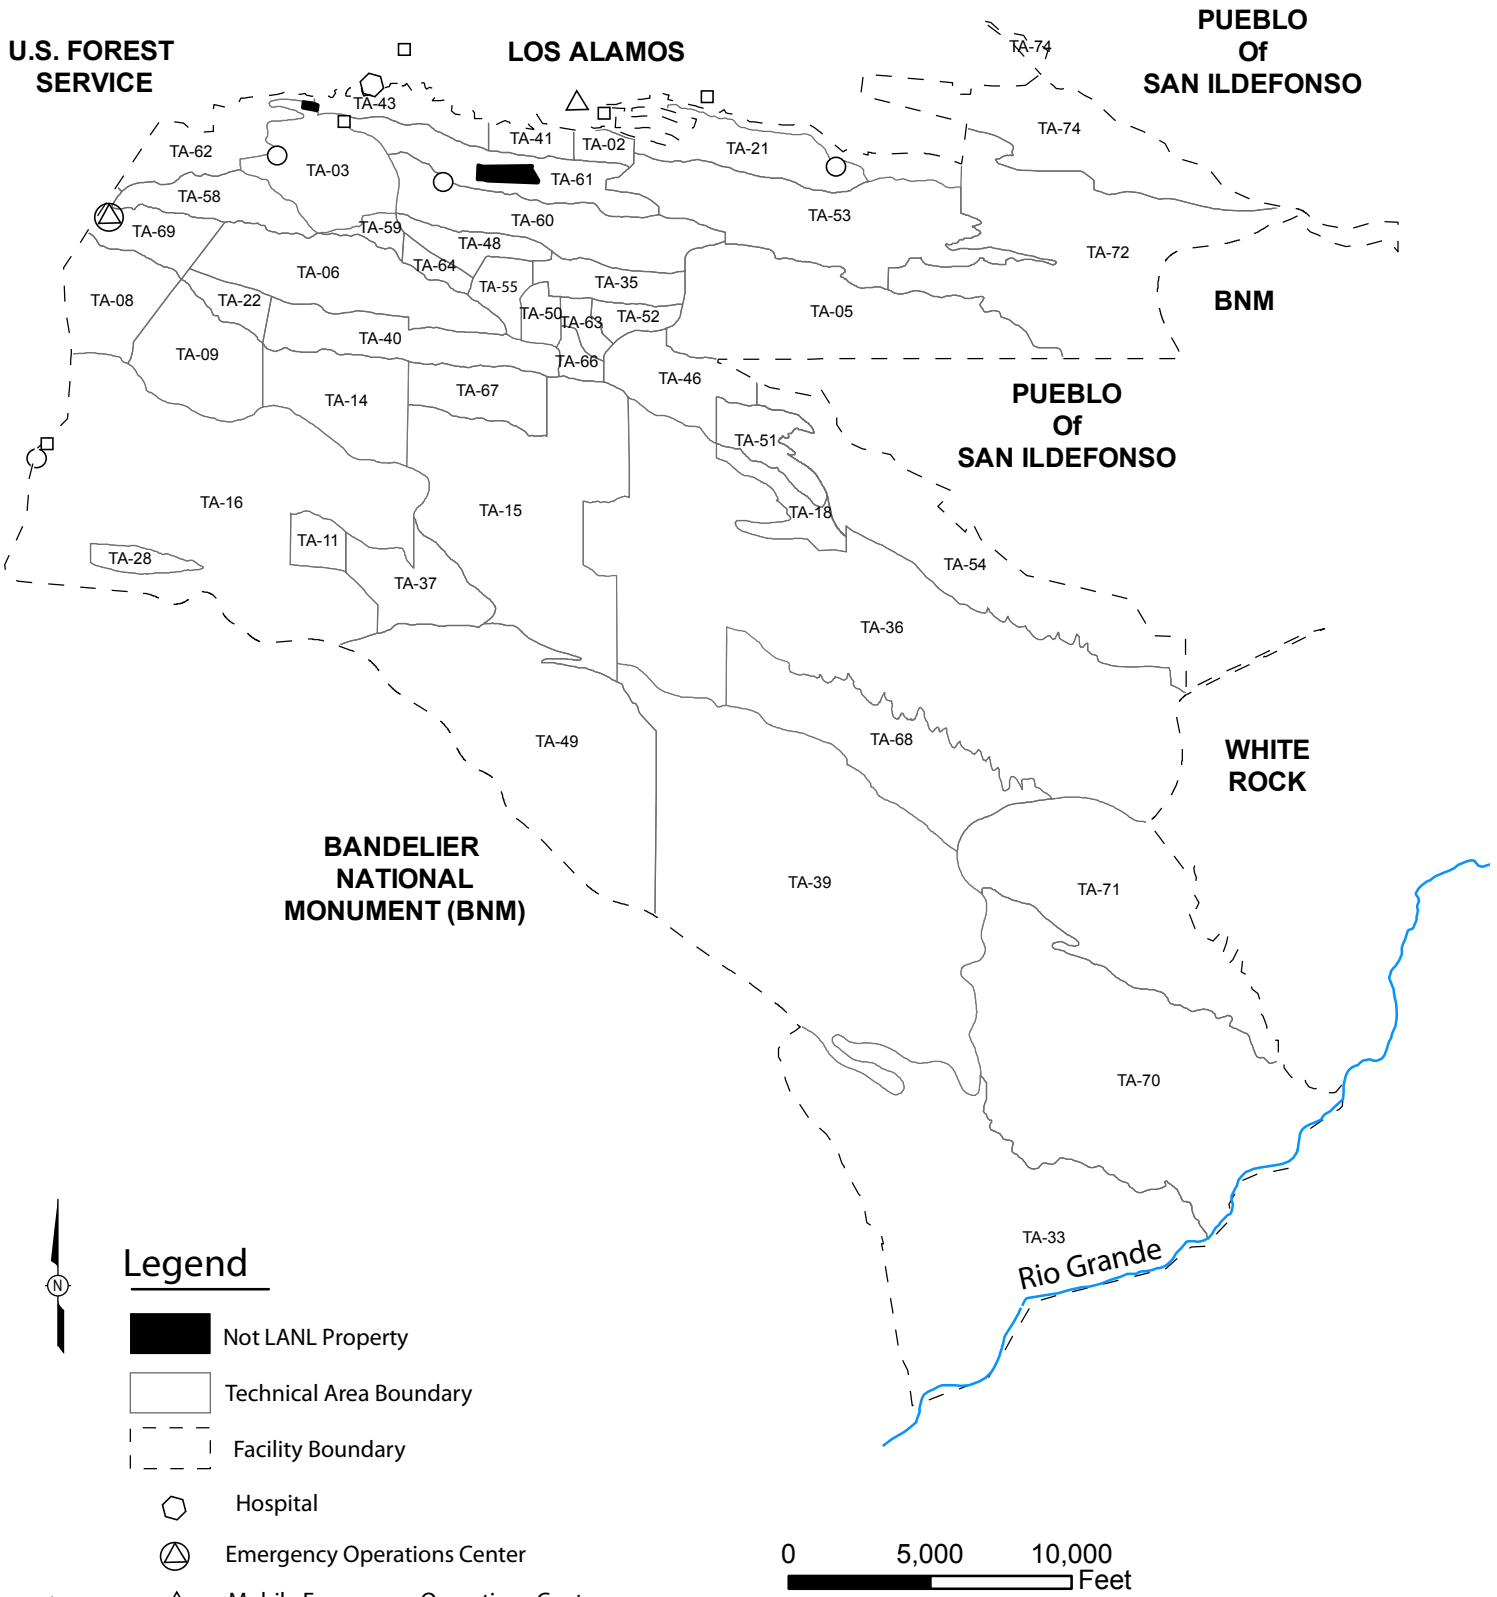 PUEBLO
Of
SAN ILDEFONSO
U.S. FOREST
SERVICE
LOS ALAMOS
TA-74
TA-43
TA-74
TA-41
TA-02
TA-21
TA-62
TA-03
TA-61
TA-58
TA-53
TA-60
TA-59
TA-69
TA-48
TA-72
TA-64
TA-06
TA-35
TA-55
TA-08
TA-22
BNM
TA-05
TA-50
TA-63
TA-52
TA-40
TA-09
TA-66
TA-46
TA-67
TA-14
PUEBLO
Of
SAN ILDEFONSO
TA-51
TA-16
TA-15
TA-18
TA-11
TA-28
TA-54
TA-37
TA-36
TA-49
TA-68
WHITE
ROCK
BANDELIER
NATIONAL
MONUMENT (BNM)
TA-39
TA-71
TA-70
TA-33
Rio Grande
N
Legend
Not LANL Property
Technical Area Boundary
Facility Boundary
Hospital
Emergency Operations Center
0 5,000 10,000
Feet